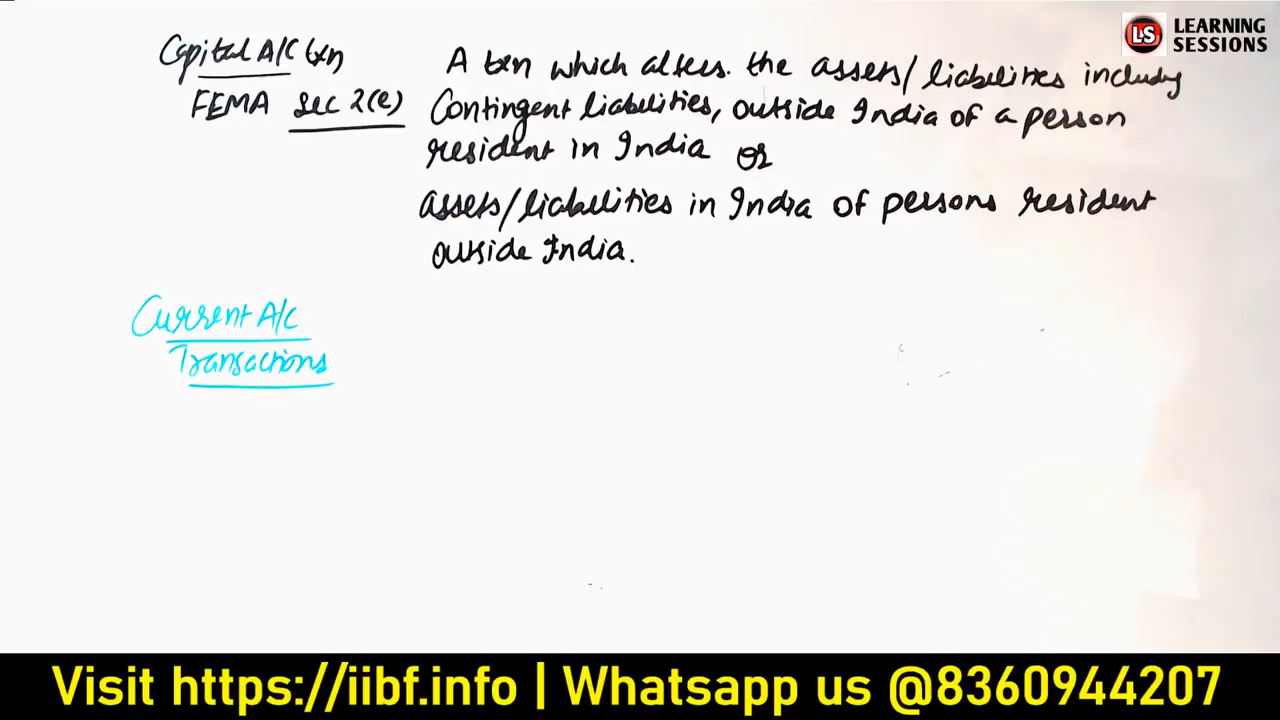 LS LEARNING
SESSIONS
Capital A/c txn
FEMA Sec 2(e)
A txn which alters. the assets/liabilities including
Contingent liabilities, outside India of a person
resident in India or
assets/liabilities in India of persons resident
outside India.
Current A/c
Transactions
Visit https://iibf.info | Whatsapp us @8360944207